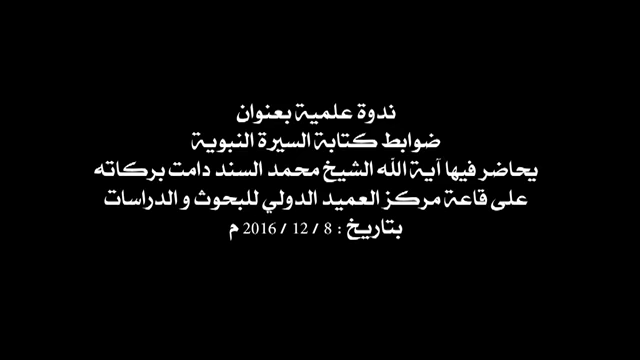 ندوة علمية بعنوان
ضوابط كتابة السيرة النبوية
يحاضر فيها آية الله الشيخ محمد السند دامت بركاته
على قاعة مركز العميد الدولي للبحوث و الدراسات
بتاريخ : 8 / 12 / 2016 م